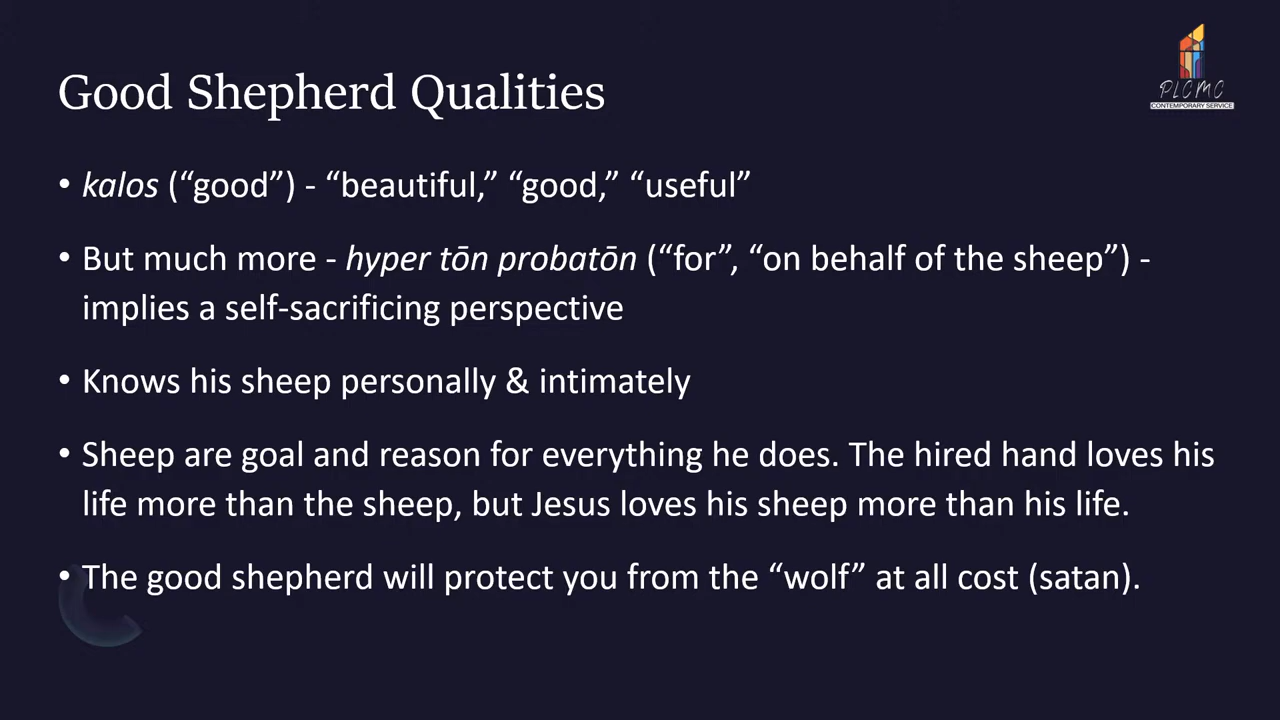 Good Shepherd Qualities
PLCMC
CONTEMPORARY SERVICE
• kalos (“good”) - “beautiful,” “good,” “useful”
• But much more - hyper tōn probatōn (“for”, “on behalf of the sheep”) -
implies a self-sacrificing perspective
• Knows his sheep personally & intimately
• Sheep are goal and reason for everything he does. The hired hand loves his
life more than the sheep, but Jesus loves his sheep more than his life.
• The good shepherd will protect you from the “wolf” at all cost (satan).